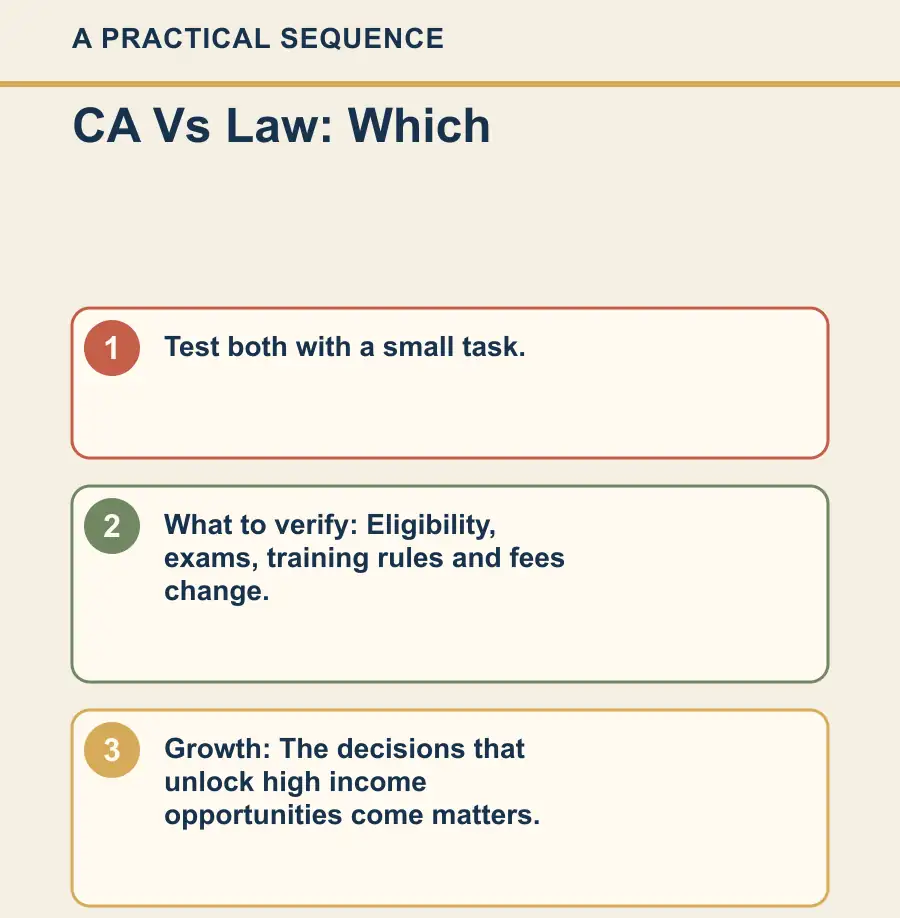 A PRACTICAL SEQUENCE
CA Vs Law: Which
1
Test both with a small task.
2
What to verify: Eligibility,
exams, training rules and fees
change.
3
Growth: The decisions that
unlock high income
opportunities come matters.